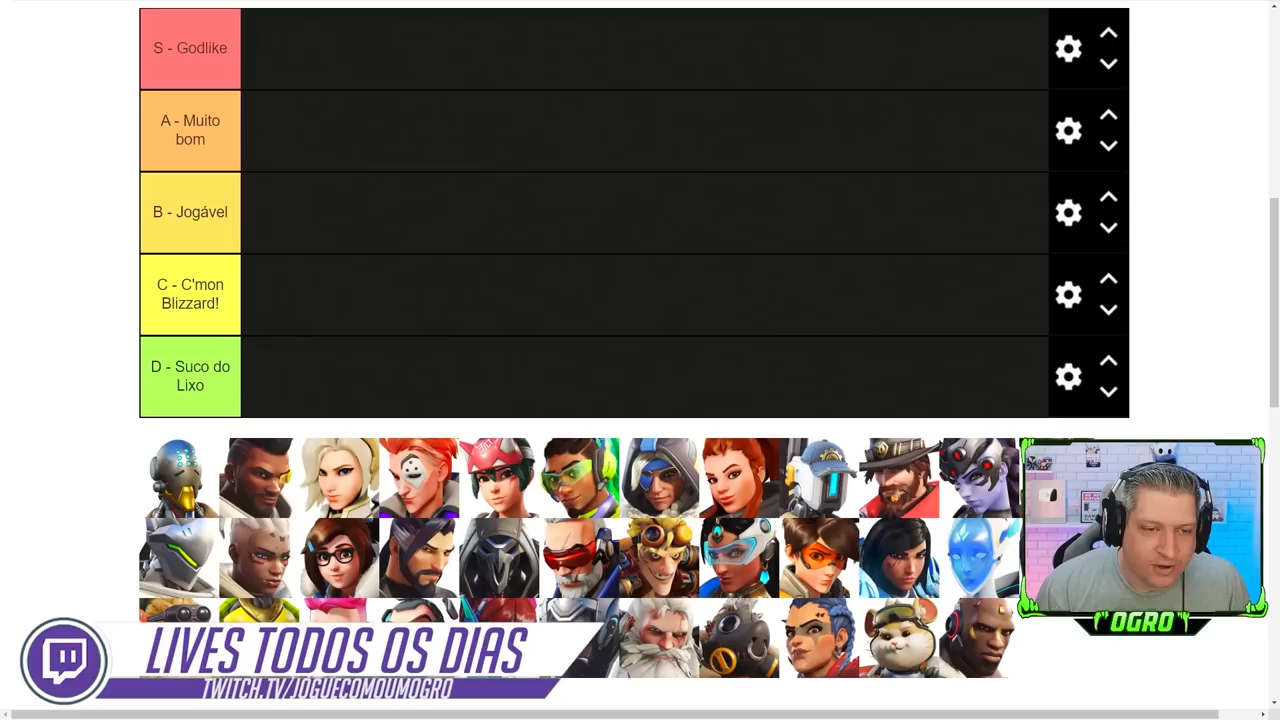 S - Godlike
A - Muito
bom
B - Jogável
C - C'mon
Blizzard!
D - Suco do
Lixo
OGRO
LIVES TODOS OS DIAS
TWITCH.TV/JOGUECOMOUMOGRO